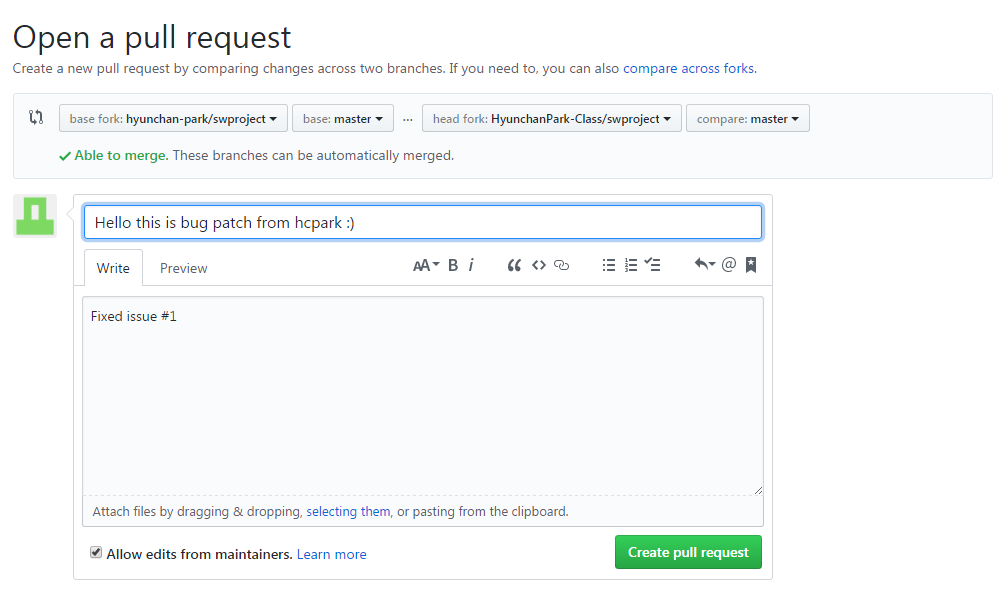 Open a pull request
Create a new pull request by comparing changes across two branches. If you need to, you can also compare across forks.
base fork: hyunchan-park/swproject base: master ... head fork: HyunchanPark-Class/swproject compare: master
Able to merge. These branches can be automatically merged.
Hello this is bug patch from hcpark :)
Write Preview AA B i
Fixed issue #1
Attach files by dragging & dropping, selecting them, or pasting from the clipboard.
Allow edits from maintainers. Learn more Create pull request